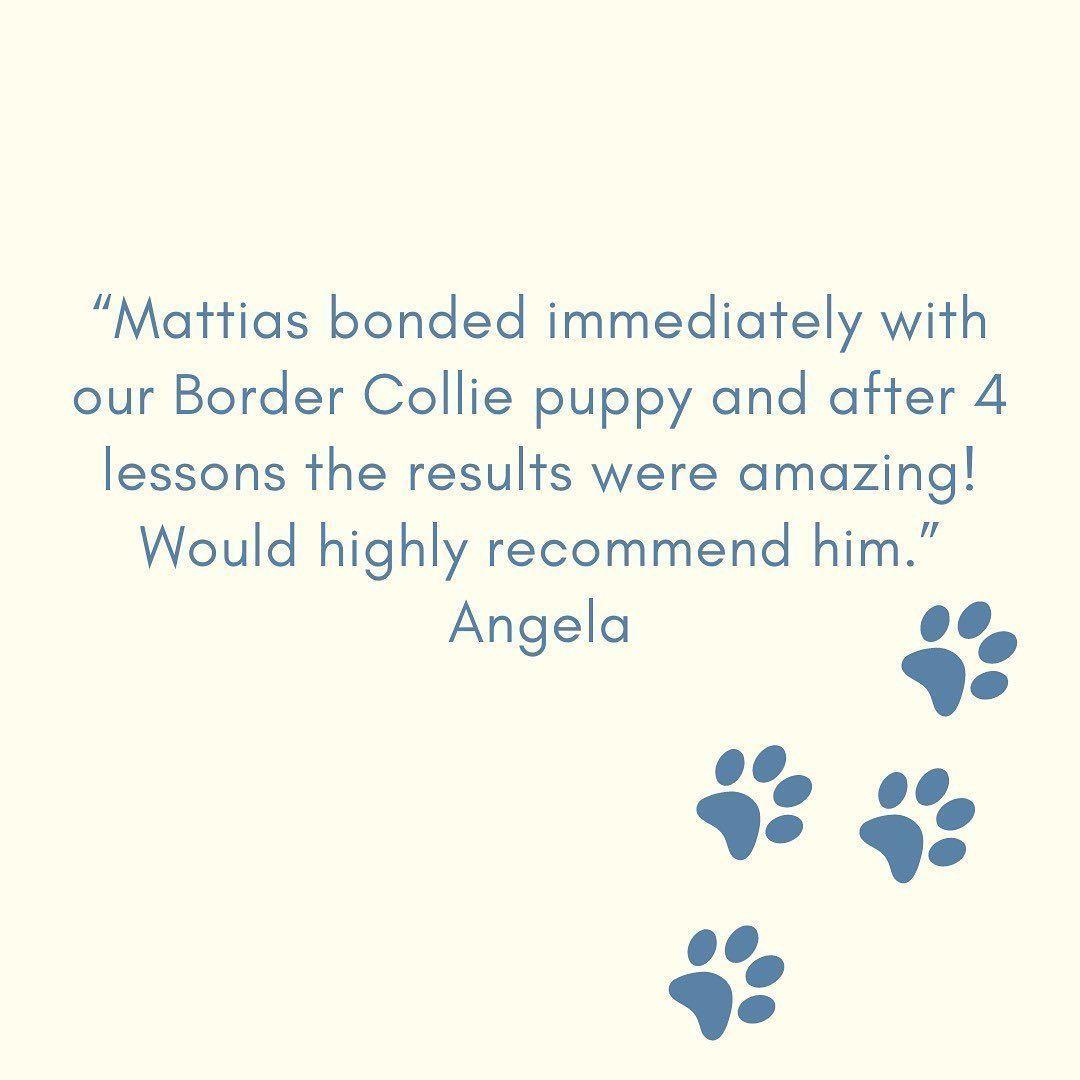 “Mattias bonded immediately with
our Border Collie puppy and after 4
lessons the results were amazing!
Would highly recommend him.”
Angela